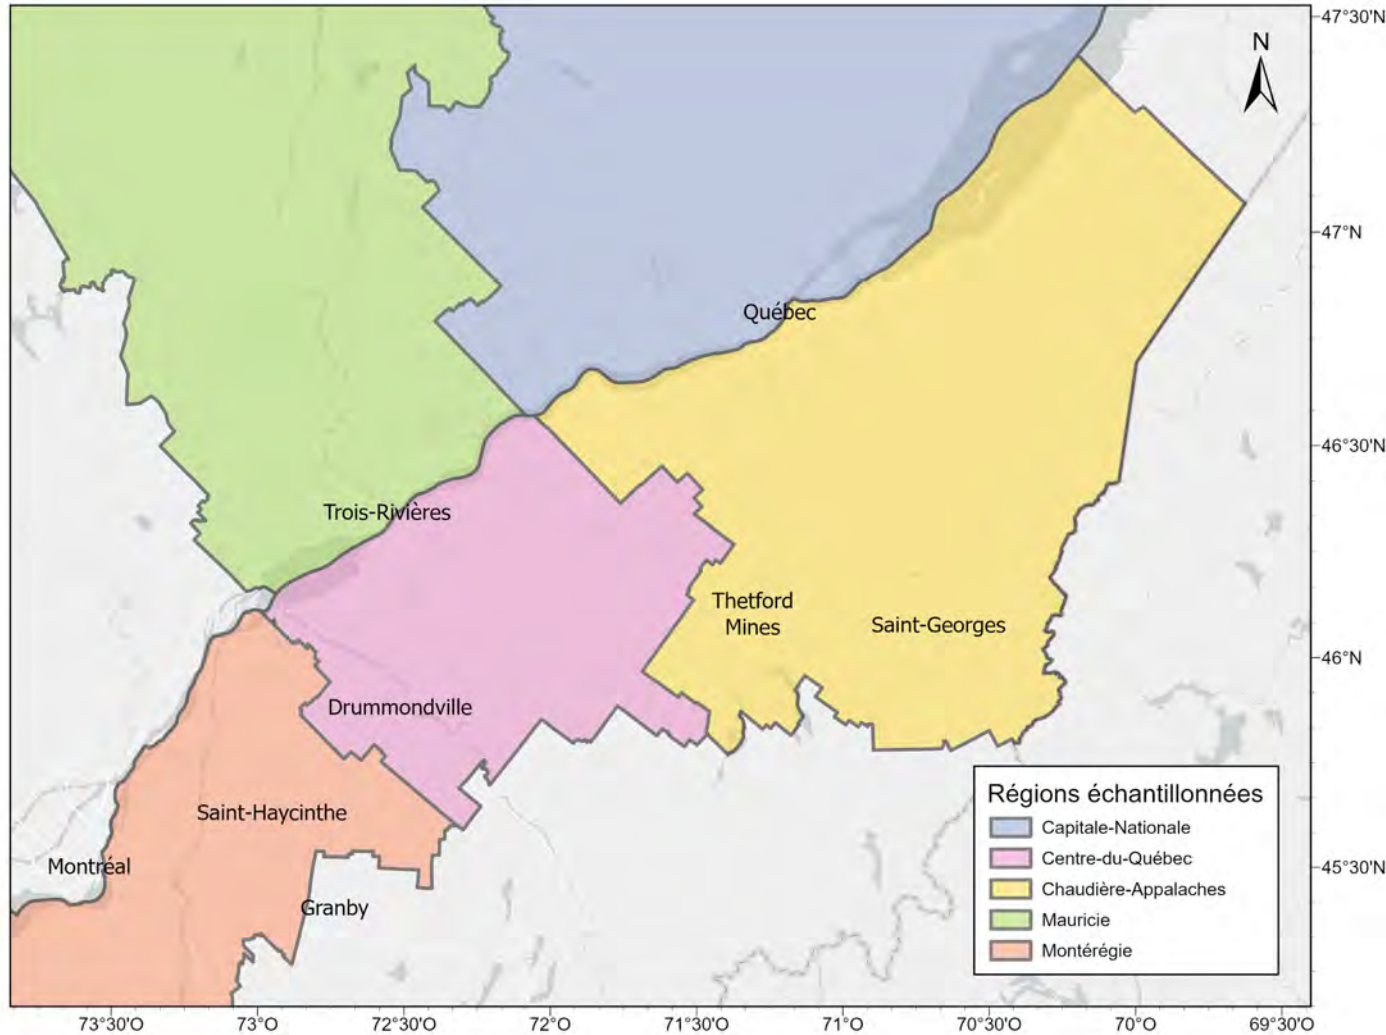 47°30'N
N
47°N
Québec
46°30'N
Trois-Rivières
Thetford
Mines
Saint-Georges
46°N
Drummondville
Régions échantillonnées
Saint-Haycinthe
Capitale-Nationale
Centre-du-Québec
Montréal
45°30'N
Chaudière-Appalaches
Granby
Mauricie
Montérégie
73°30'O 73°O 72°30'O 72°O 71°30'O 71°O 70°30'O 70°O 69°30'O